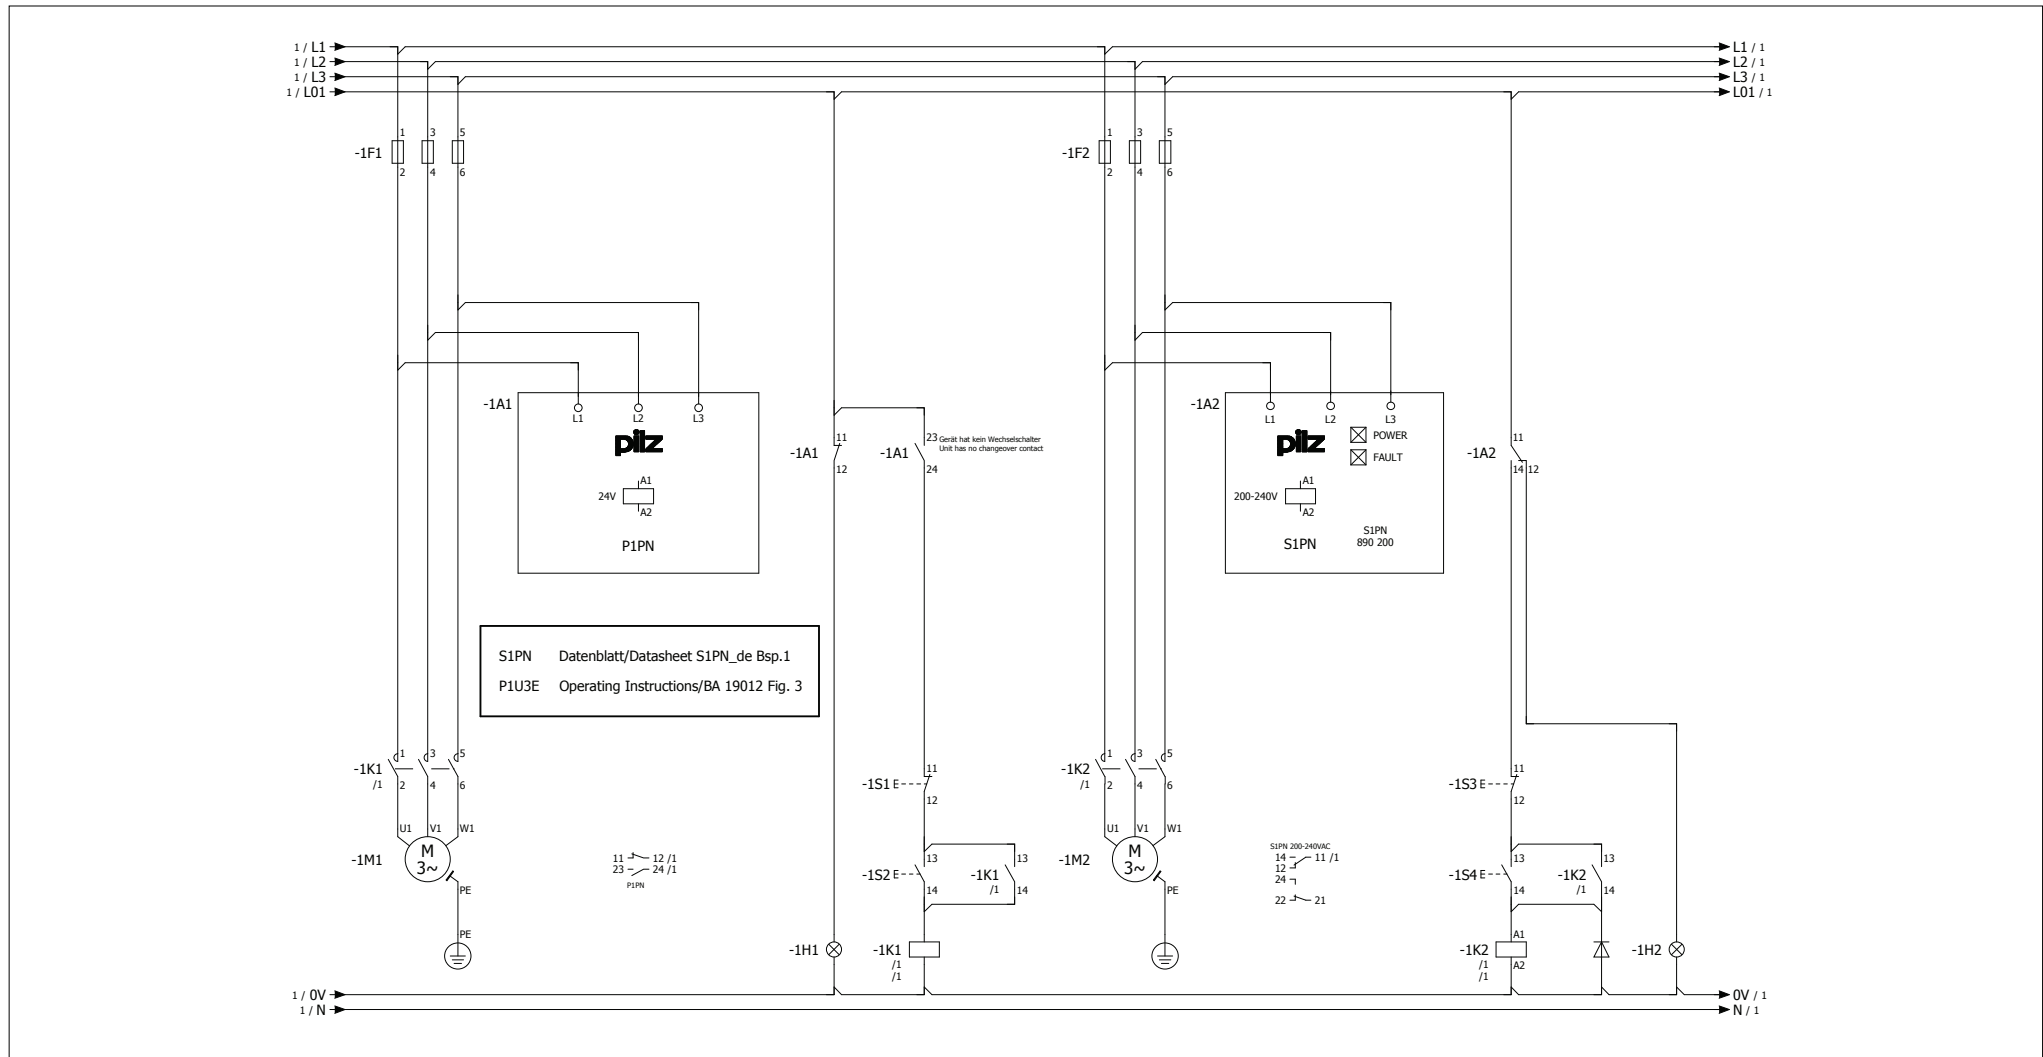 1 / L1
L1 / 1
1 / L2
L2 / 1
1 / L3
L3 / 1
1 / L01
L01 / 1
1 3 5
-1F1
2 4 6
1 3 5
-1F2
2 4 6
-1A1
L1 L2 L3
pilz
24V
A1
A2
P1PN
-1A1
11
12
-1A1
23
24
Gerät hat kein Wechselschalter
Unit has no changeover contact
-1A2
L1 L2 L3
pilz
POWER
FAULT
200-240V
A1
A2
S1PN
S1PN
890 200
-1A2
11
14 12
S1PN Datenblatt/Datasheet S1PN_de Bsp.1
P1U3E Operating Instructions/BA 19012 Fig. 3
1 3 5
-1K1
/1
2 4 6
U1 V1 W1
-1M1
M
3~
PE
PE
11 12 /1
23 24 /1
P1PN
-1S1 E
11
12
-1S2 E
13
14
-1K1
/1
13
14
-1H1
-1K1
/1
/1
1 3 5
-1K2
/1
2 4 6
U1 V1 W1
-1M2
M
3~
PE
S1PN 200-240VAC
14 11 /1
12
24
22 21
-1S3 E
11
12
-1S4 E
13
14
-1K2
/1
13
14
-1K2
/1
/1
A1
A2
-1H2
1 / 0V
0V / 1
1 / N
N / 1